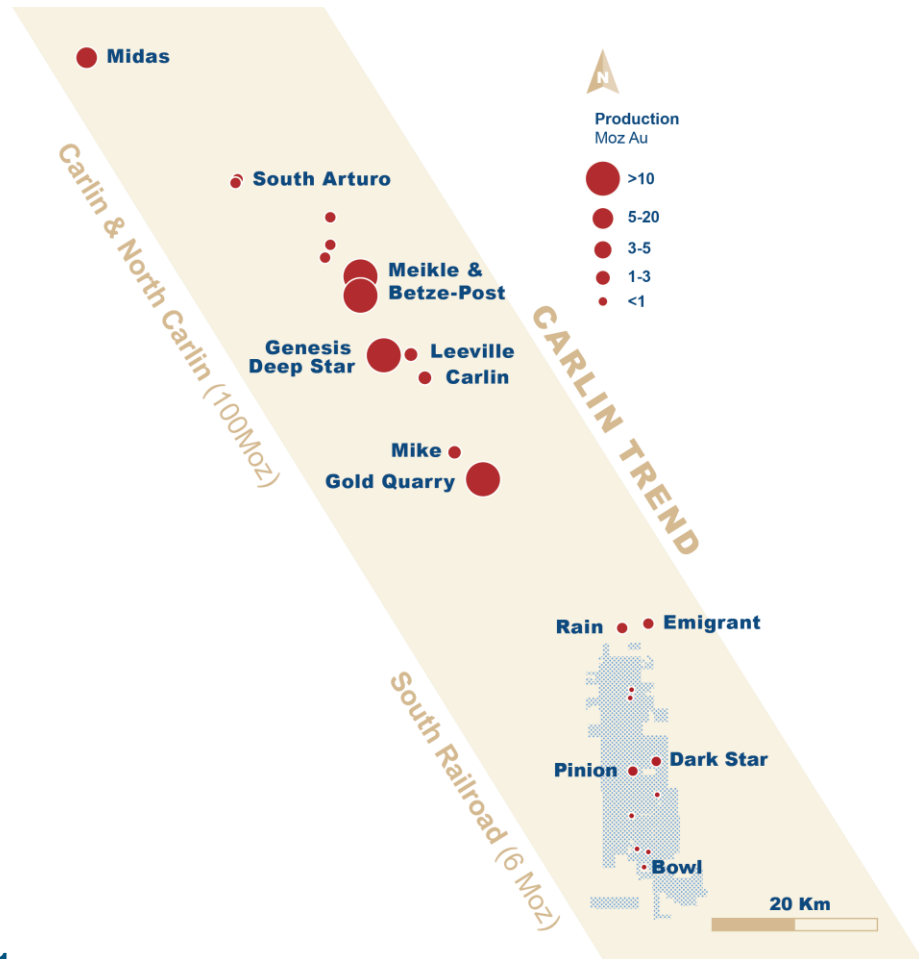 Midas
N
Production
Moz Au
>10
5-20
3-5
1-3
<1
South Arturo
Carlin & North Carlin (100Moz)
Meikle &
Betze-Post
CARLIN TREND
Genesis
Deep Star
Leeville
Carlin
Mike
Gold Quarry
Rain
Emigrant
South Railroad (6 Moz)
Dark Star
Pinion
Bowl
20 Km